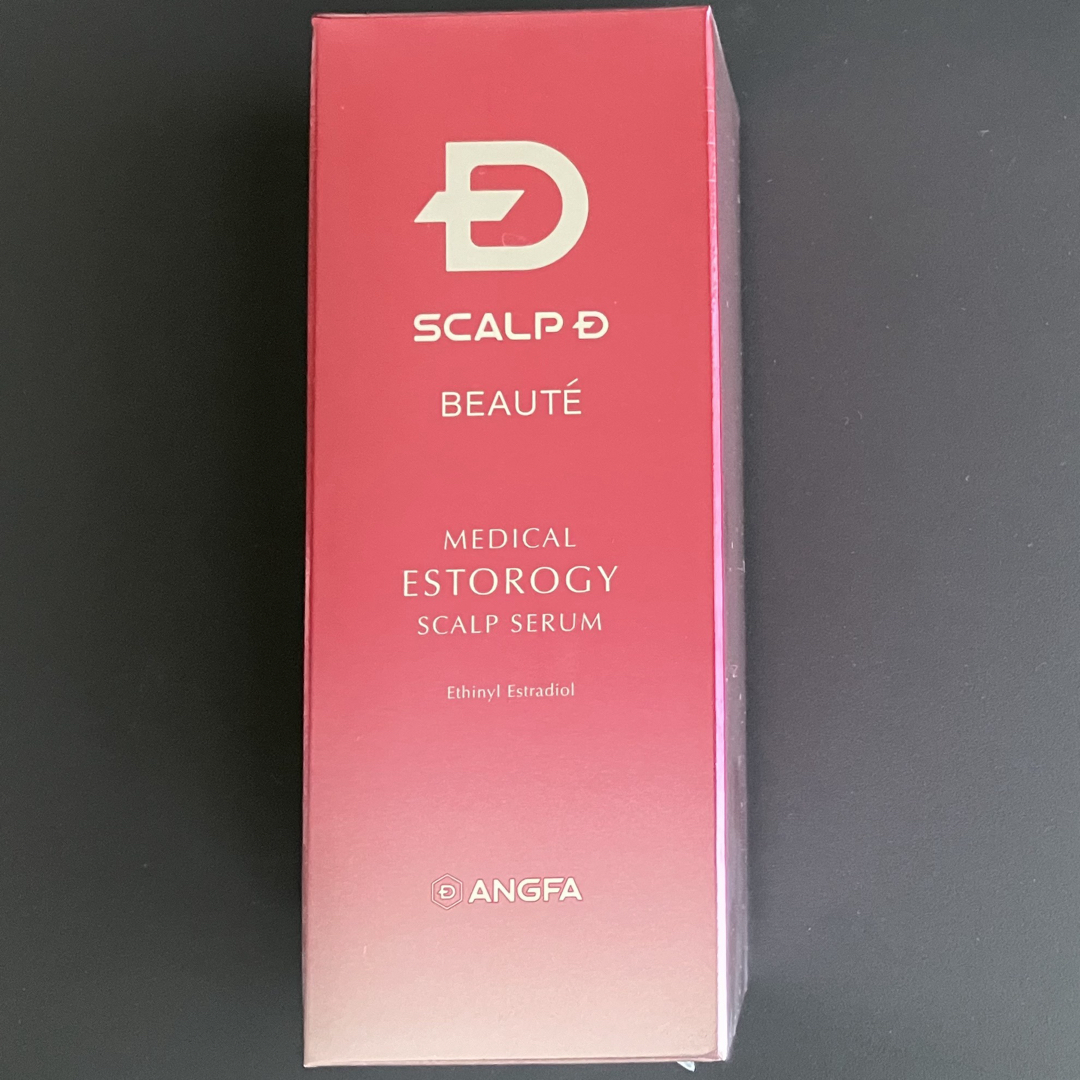 SCALP D
BEAUTÉ
MEDICAL
ESTOROGY
SCALP SERUM
Ethinyl Estradiol
ANGFA